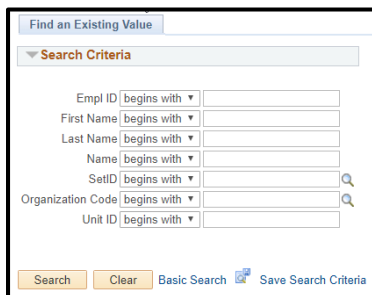 Find an Existing Value
Search Criteria
Empl ID begins with
First Name begins with
Last Name begins with
Name begins with
SetID begins with
Organization Code begins with
Unit ID begins with
Search Clear Basic Search Save Search Criteria